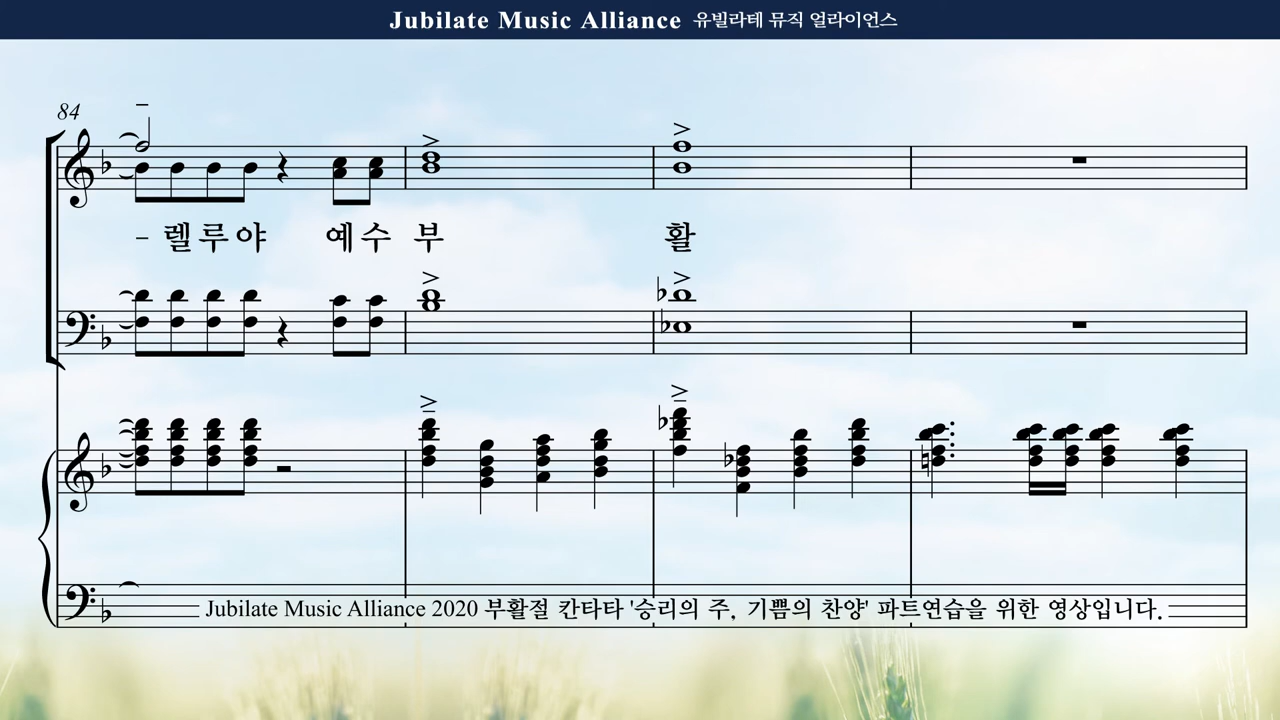 Jubilate Music Alliance 유빌라테 뮤직 얼라이언스
84
- 렐루야 예수 부 활
Jubilate Music Alliance 2020 부활절 칸타타 '승리의 주, 기쁨의 찬양' 파트연습을 위한 영상입니다.